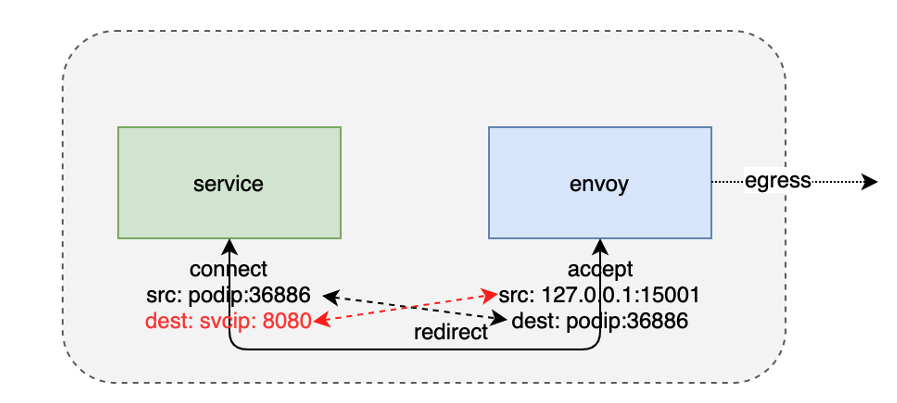 service
envoy
egress
connect
accept
src: podip:36886
src: 127.0.0.1:15001
dest: svcip: 8080
dest: podip:36886
redirect